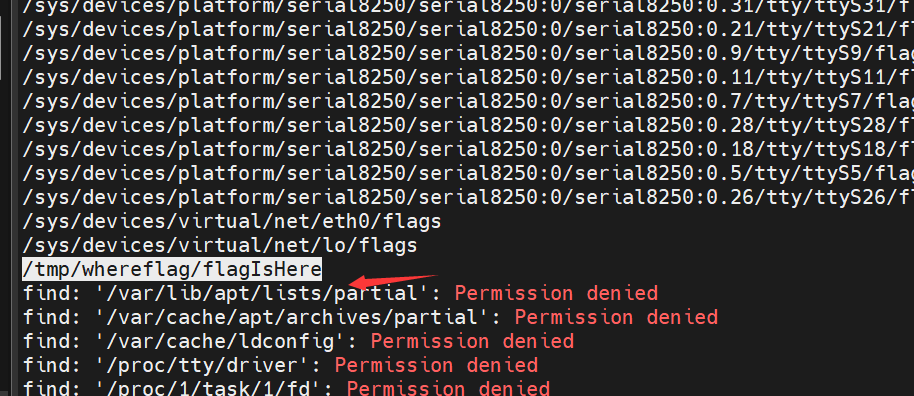 /sys/devices/platform/serial8250/serial8250:0/serial8250:0.31/tty/ttyS31/fl
/sys/devices/platform/serial8250/serial8250:0/serial8250:0.21/tty/ttyS21/fl
/sys/devices/platform/serial8250/serial8250:0/serial8250:0.9/tty/ttyS9/flag
/sys/devices/platform/serial8250/serial8250:0/serial8250:0.11/tty/ttyS11/fl
/sys/devices/platform/serial8250/serial8250:0/serial8250:0.7/tty/ttyS7/flag
/sys/devices/platform/serial8250/serial8250:0/serial8250:0.28/tty/ttyS28/fl
/sys/devices/platform/serial8250/serial8250:0/serial8250:0.18/tty/ttyS18/fl
/sys/devices/platform/serial8250/serial8250:0/serial8250:0.5/tty/ttyS5/flag
/sys/devices/platform/serial8250/serial8250:0/serial8250:0.26/tty/ttyS26/fl
/sys/devices/virtual/net/eth0/flags
/sys/devices/virtual/net/lo/flags
/tmp/whereflag/flagIsHere
find: '/var/lib/apt/lists/partial': Permission denied
find: '/var/cache/apt/archives/partial': Permission denied
find: '/var/cache/ldconfig': Permission denied
find: '/proc/tty/driver': Permission denied
find: '/proc/1/task/1/fd': Permission denied